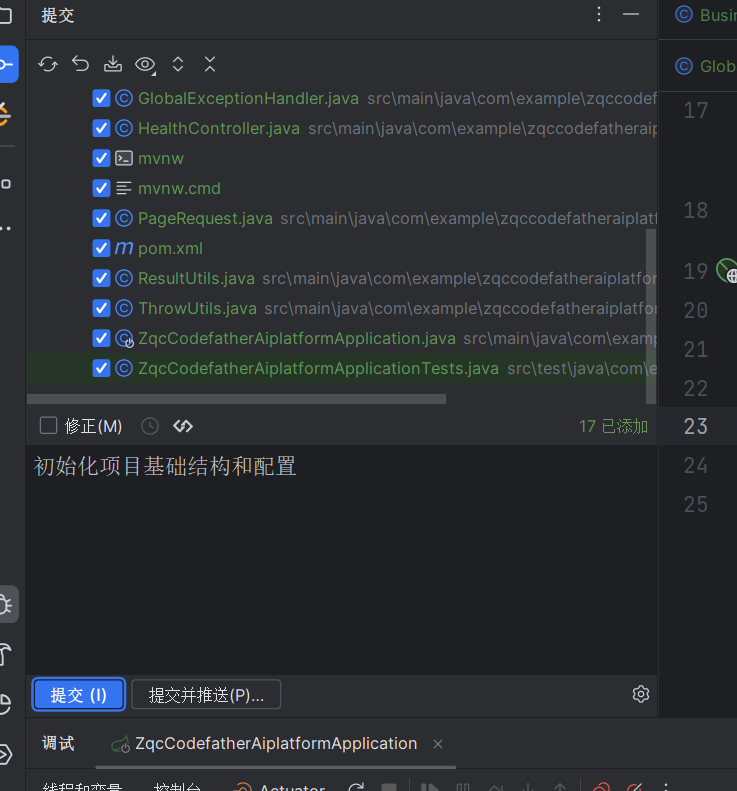 提交
Busin
GlobalExceptionHandler.java src\main\java\com\example\zqccodef
Glob
HealthController.java src\main\java\com\example\zqccodefatheraip
mvnw
mvnw.cmd
PageRequest.java src\main\java\com\example\zqccodefatheraiplatf
pom.xml
ResultUtils.java src\main\java\com\example\zqccodefatheraiplatfor
ThrowUtils.java src\main\java\com\example\zqccodefatheraiplatforr
ZqcCodefatherAiplatformApplication.java src\main\java\com\exam
ZqcCodefatherAiplatformApplicationTests.java src\test\java\com\e
17
18
19
20
21
22
23
24
25
修正(M)
17 已添加
初始化项目基础结构和配置
提交 (I)
提交并推送(P)...
调试
ZqcCodefatherAiplatformApplication
线程和变量
控制台
Actuator